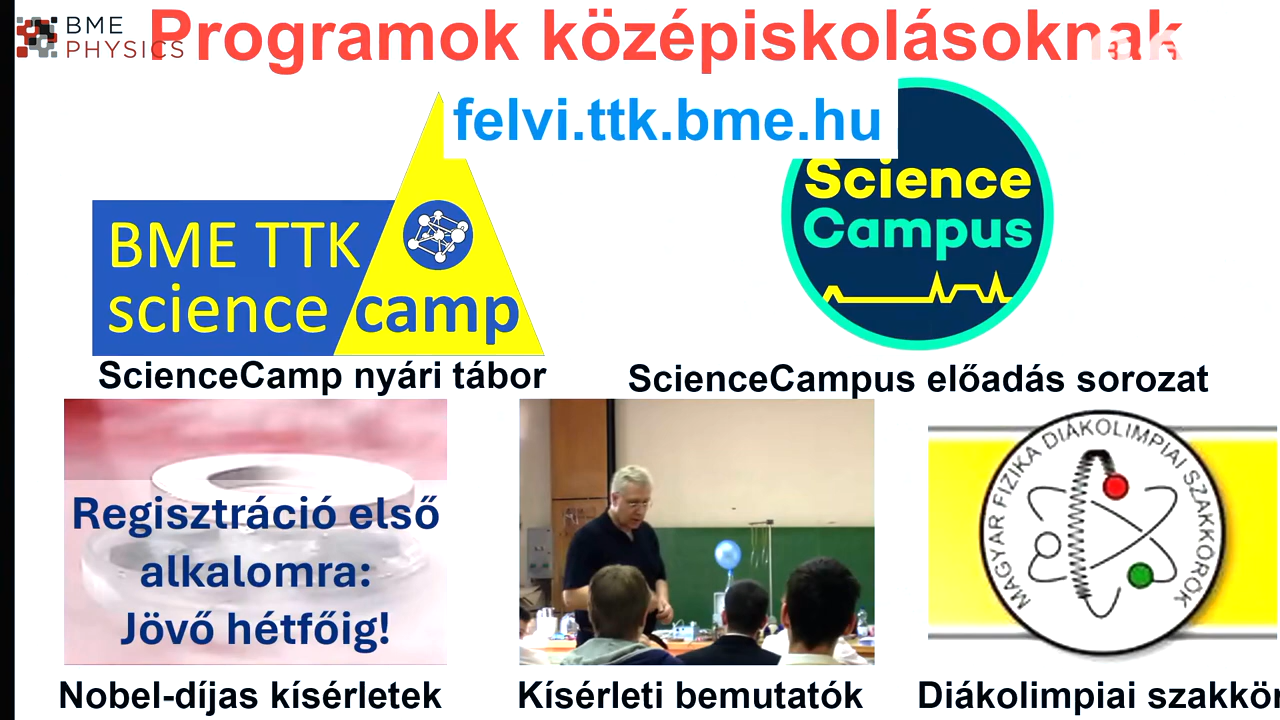 BME
PHYSICS
Programok középiskolásoknak
felvi.ttk.bme.hu
BME TTK
science camp
Science
Campus
ScienceCamp nyári tábor
ScienceCampus előadás sorozat
Regisztráció első
alkalomra:
Jövő hétfőig!
MAGYAR FIZIKA DIÁKOLIMPIAI SZAKKÖRÖK
Nobel-díjas kísérletek
Kísérleti bemutatók
Diákolimpiai szakkör